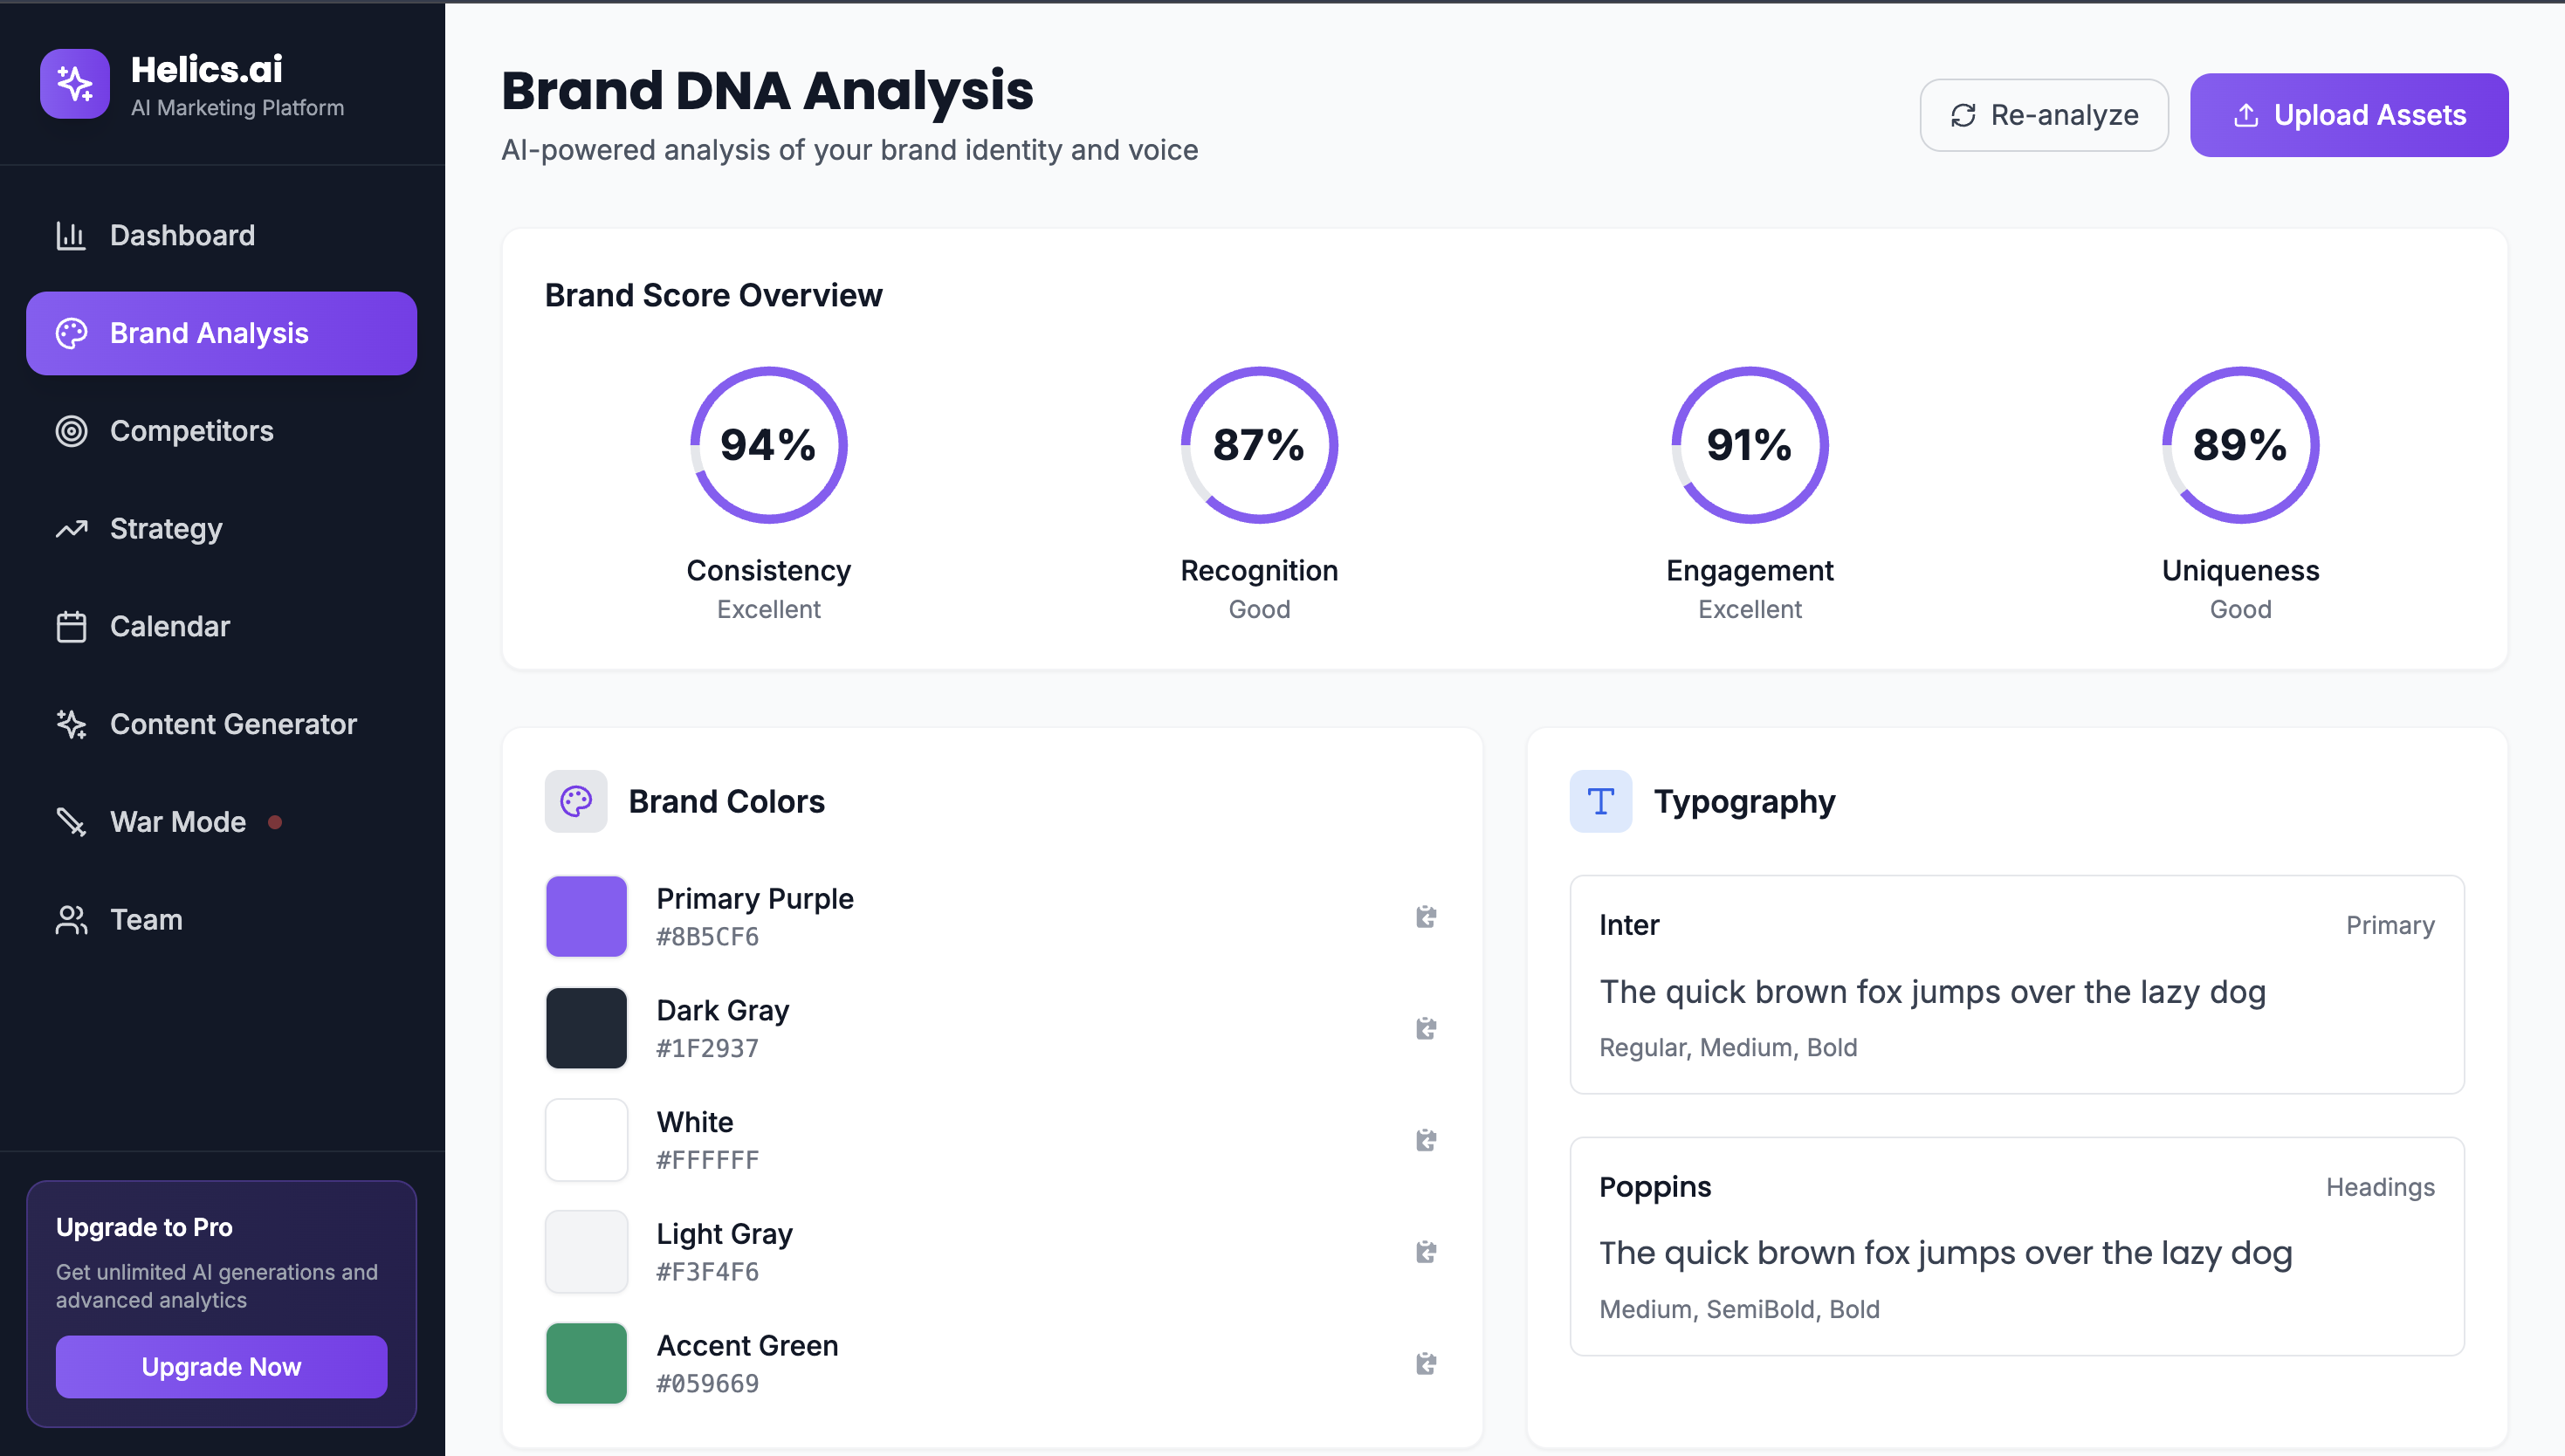 Helics.ai
AI Marketing Platform
Dashboard
Brand Analysis
Competitors
Strategy
Calendar
Content Generator
War Mode
Team
Upgrade to Pro
Get unlimited AI generations and
advanced analytics
Upgrade Now
Brand DNA Analysis
AI-powered analysis of your brand identity and voice
Re-analyze
Upload Assets
Brand Score Overview
94%
Consistency
Excellent
87%
Recognition
Good
91%
Engagement
Excellent
89%
Uniqueness
Good
Brand Colors
Primary Purple
#8B5CF6
Dark Gray
#1F2937
White
#FFFFFF
Light Gray
#F3F4F6
Accent Green
#059669
Typography
Inter
Primary
The quick brown fox jumps over the lazy dog
Regular, Medium, Bold
Poppins
Headings
The quick brown fox jumps over the lazy dog
Medium, SemiBold, Bold